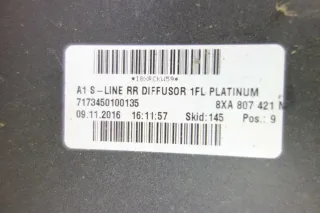 A1 S-LINE RR DIFFUSOR 1FL PLATINUM
7173450100135 8XA 807 421 N
09.11.2016 16:11:57 Skid:145 Pos.: 9